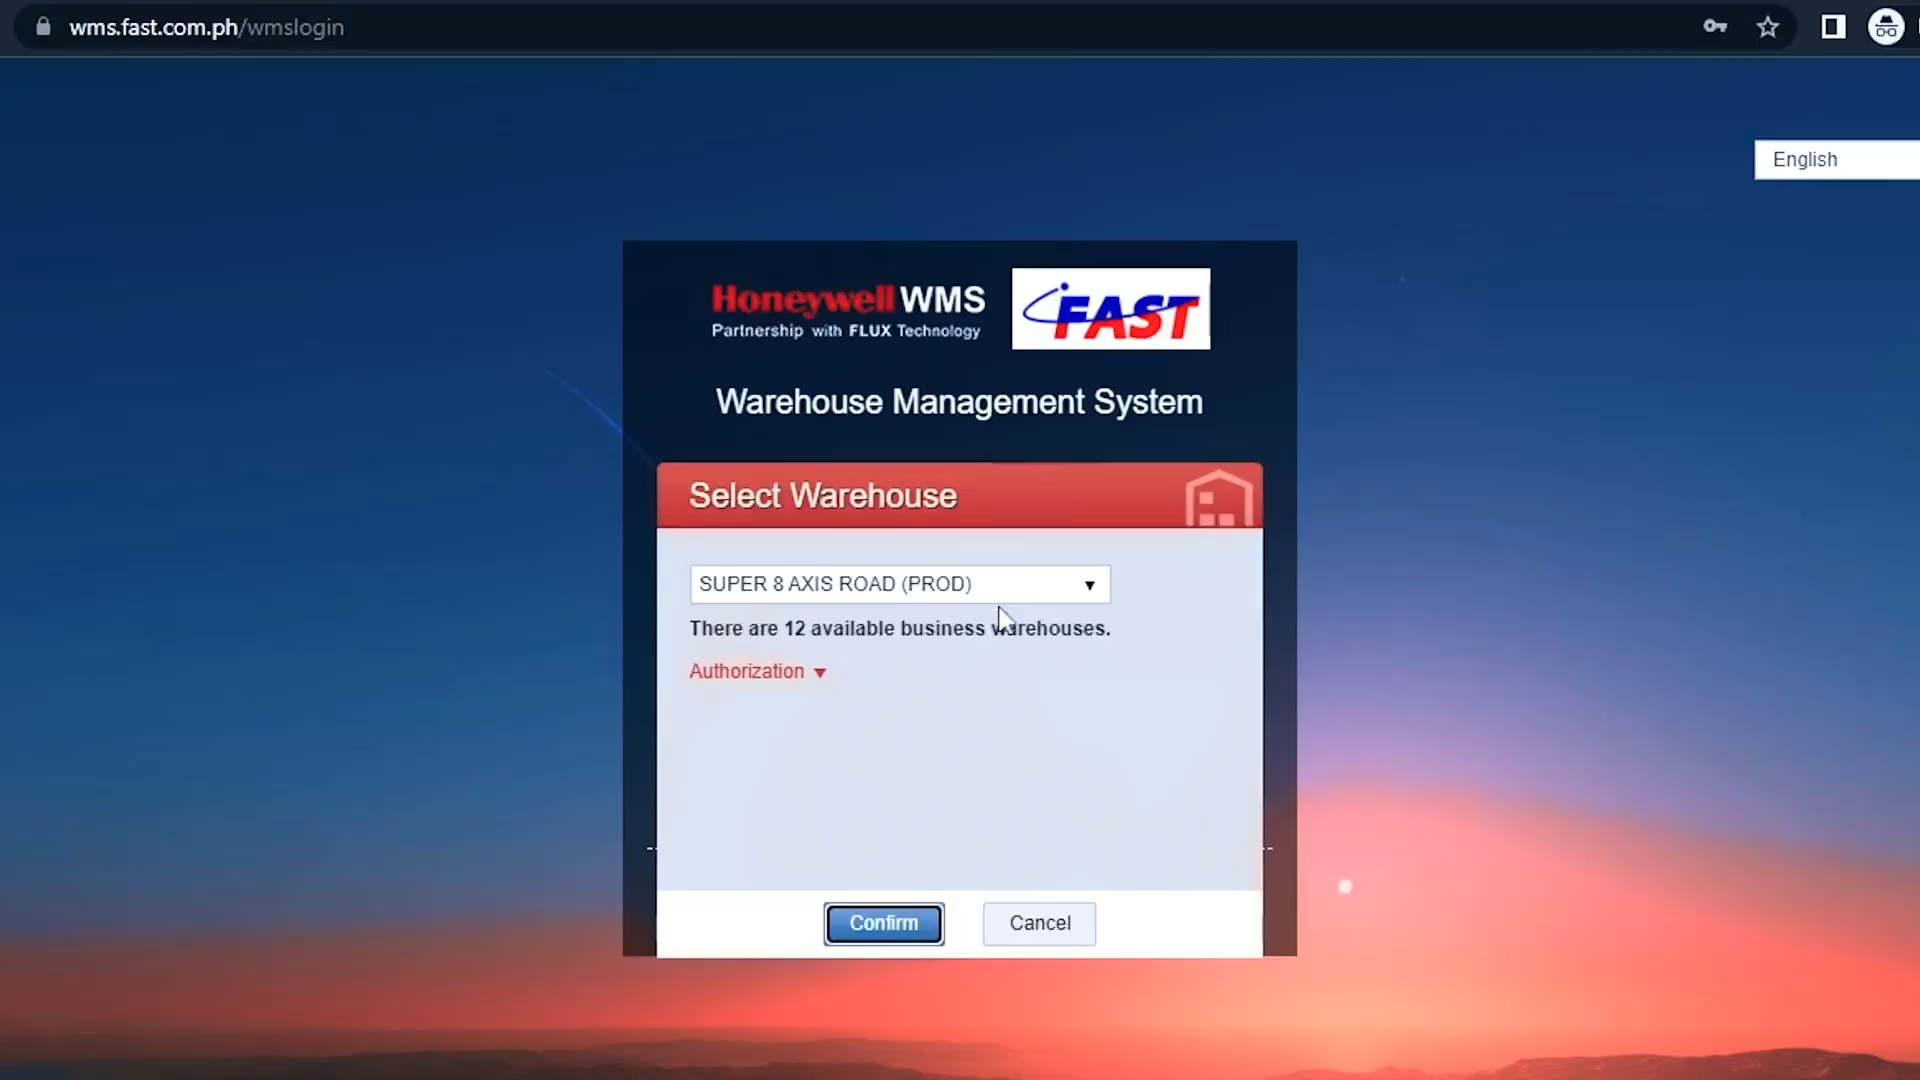 wms.fast.com.ph/wmslogin
English
Honeywell WMS
Partnership with FLUX Technology
FAST
Warehouse Management System
Select Warehouse
SUPER 8 AXIS ROAD (PROD)
There are 12 available business warehouses.
Authorization
Confirm
Cancel